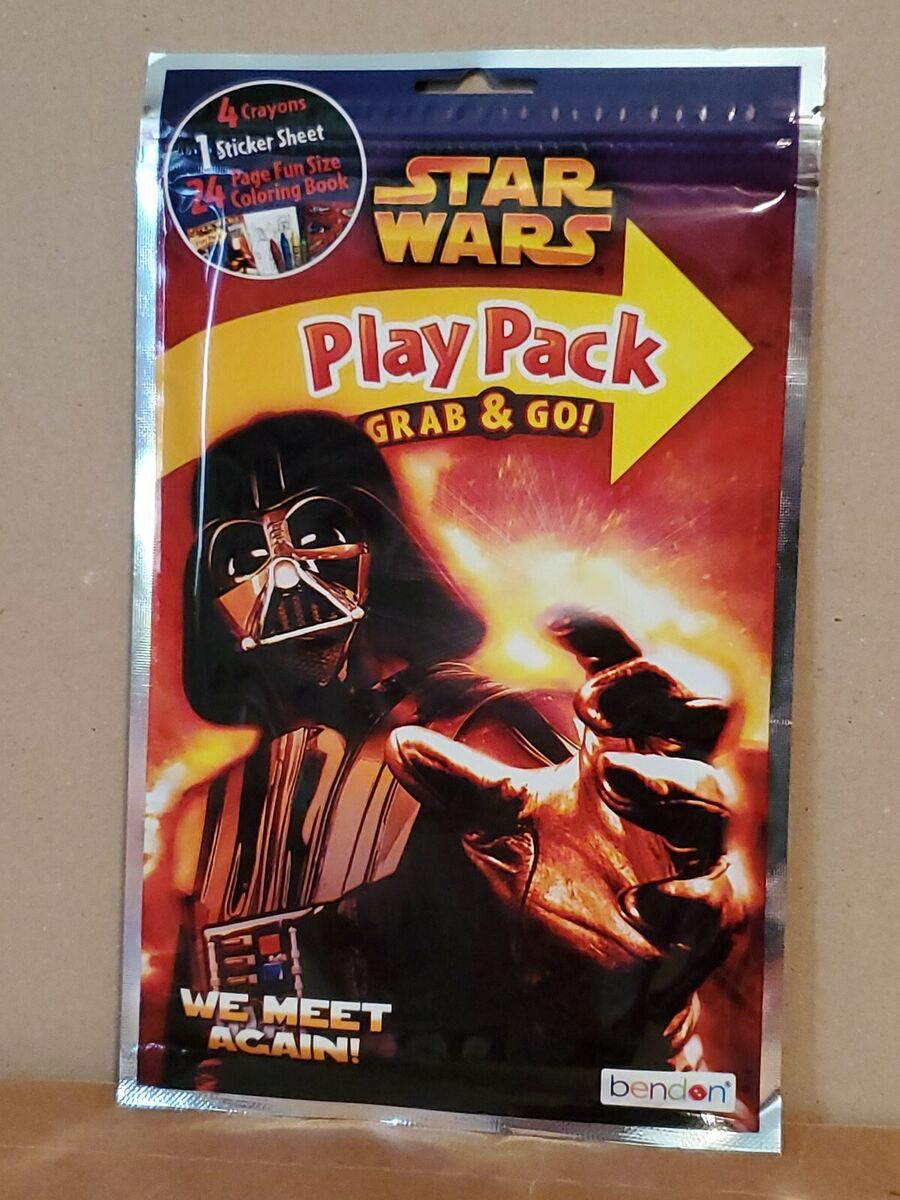 4 Crayons
1 Sticker Sheet
24 Page Fun Size
Coloring Book
STAR
WARS
Play Pack
GRAB & GO!
WE MEET
AGAIN!
bendon®